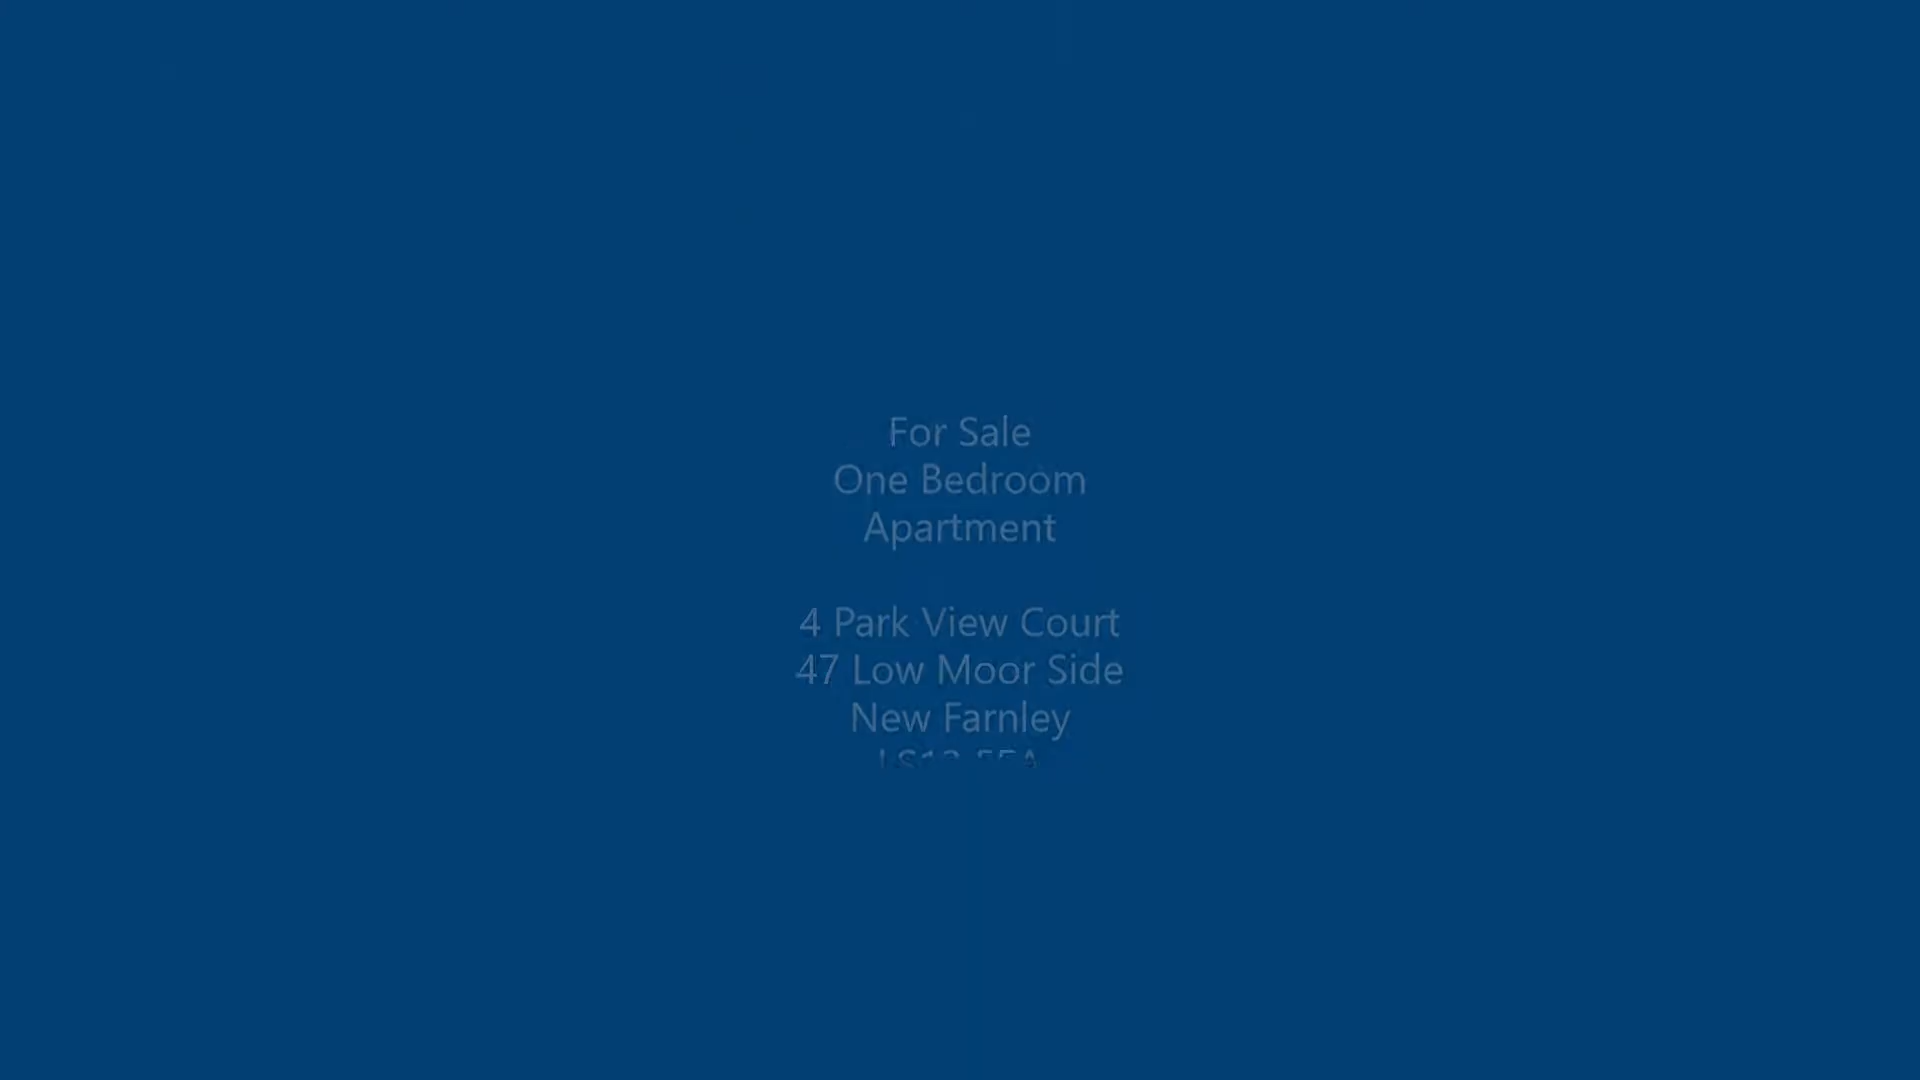 For Sale
One Bedroom
Apartment
4 Park View Court
47 Low Moor Side
New Farnley